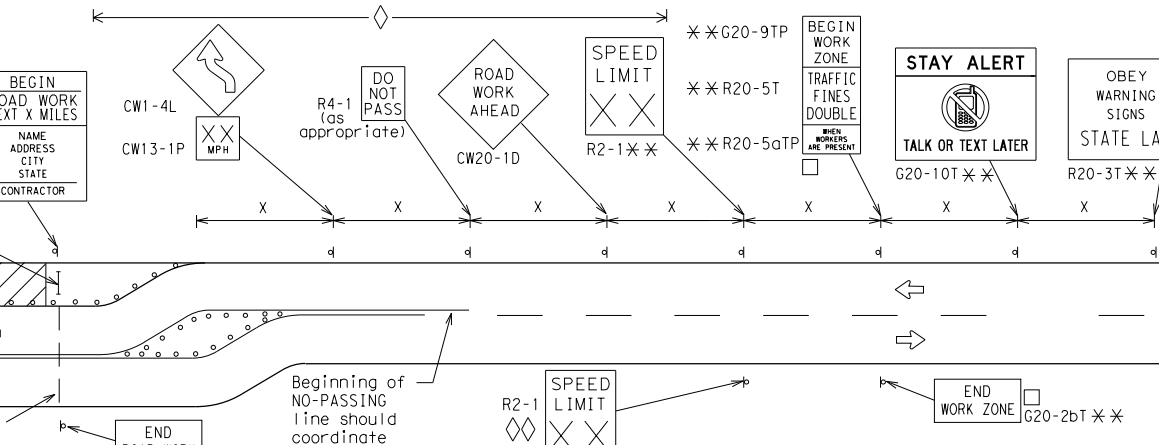 BEGIN
ROAD WORK
NEXT X MILES
NAME
ADDRESS
CITY
STATE
CONTRACTOR
CW1-4L
CW13-1P
XX
MPH
R4-1
(as
appropriate)
DO
NOT
PASS
ROAD
WORK
AHEAD
CW20-1D
SPEED
LIMIT
X X
R2-1**
**G20-9TP
**R20-5T
**R20-5aTP
BEGIN
WORK
ZONE
TRAFFIC
FINES
DOUBLE
WHEN
WORKERS
ARE PRESENT
STAY ALERT
TALK OR TEXT LATER
G20-10T**
OBEY
WARNING
SIGNS
STATE LA
R20-3T**
X X X X X X X
Beginning of
NO-PASSING
line should
coordinate
R2-1
SPEED
LIMIT
X X
END
WORK ZONE
G20-2bT**
END